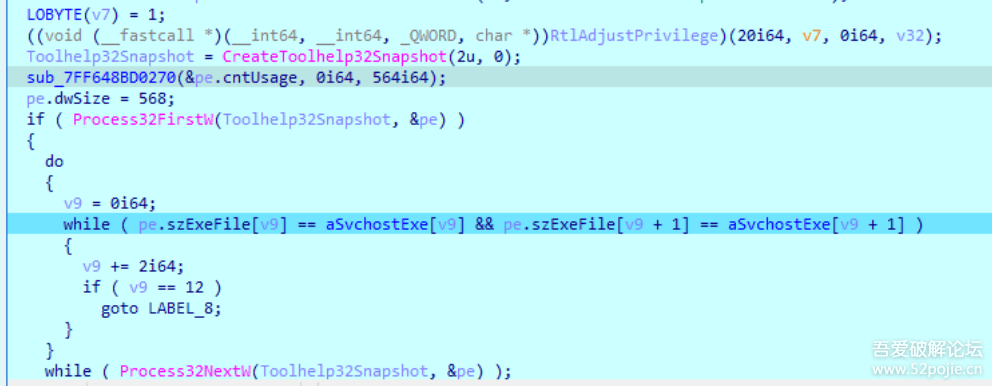 LOBYTE(v7) = 1;
((void (__fastcall *)(__int64, __int64, _QWORD, char *))RtlAdjustPrivilege)(20i64, v7, 0i64, v32);
Toolhelp32Snapshot = CreateToolhelp32Snapshot(2u, 0);
sub_7FF648BD0270(&pe.cntUsage, 0i64, 564i64);
pe.dwSize = 568;
if ( Process32FirstW(Toolhelp32Snapshot, &pe) )
{
do
{
v9 = 0i64;
while ( pe.szExeFile[v9] == aSvchostExe[v9] && pe.szExeFile[v9 + 1] == aSvchostExe[v9 + 1] )
{
v9 += 2i64;
if ( v9 == 12 )
goto LABEL_8;
}
}
while ( Process32NextW(Toolhelp32Snapshot, &pe) );
吾爱破解论坛
www.52pojie.cn